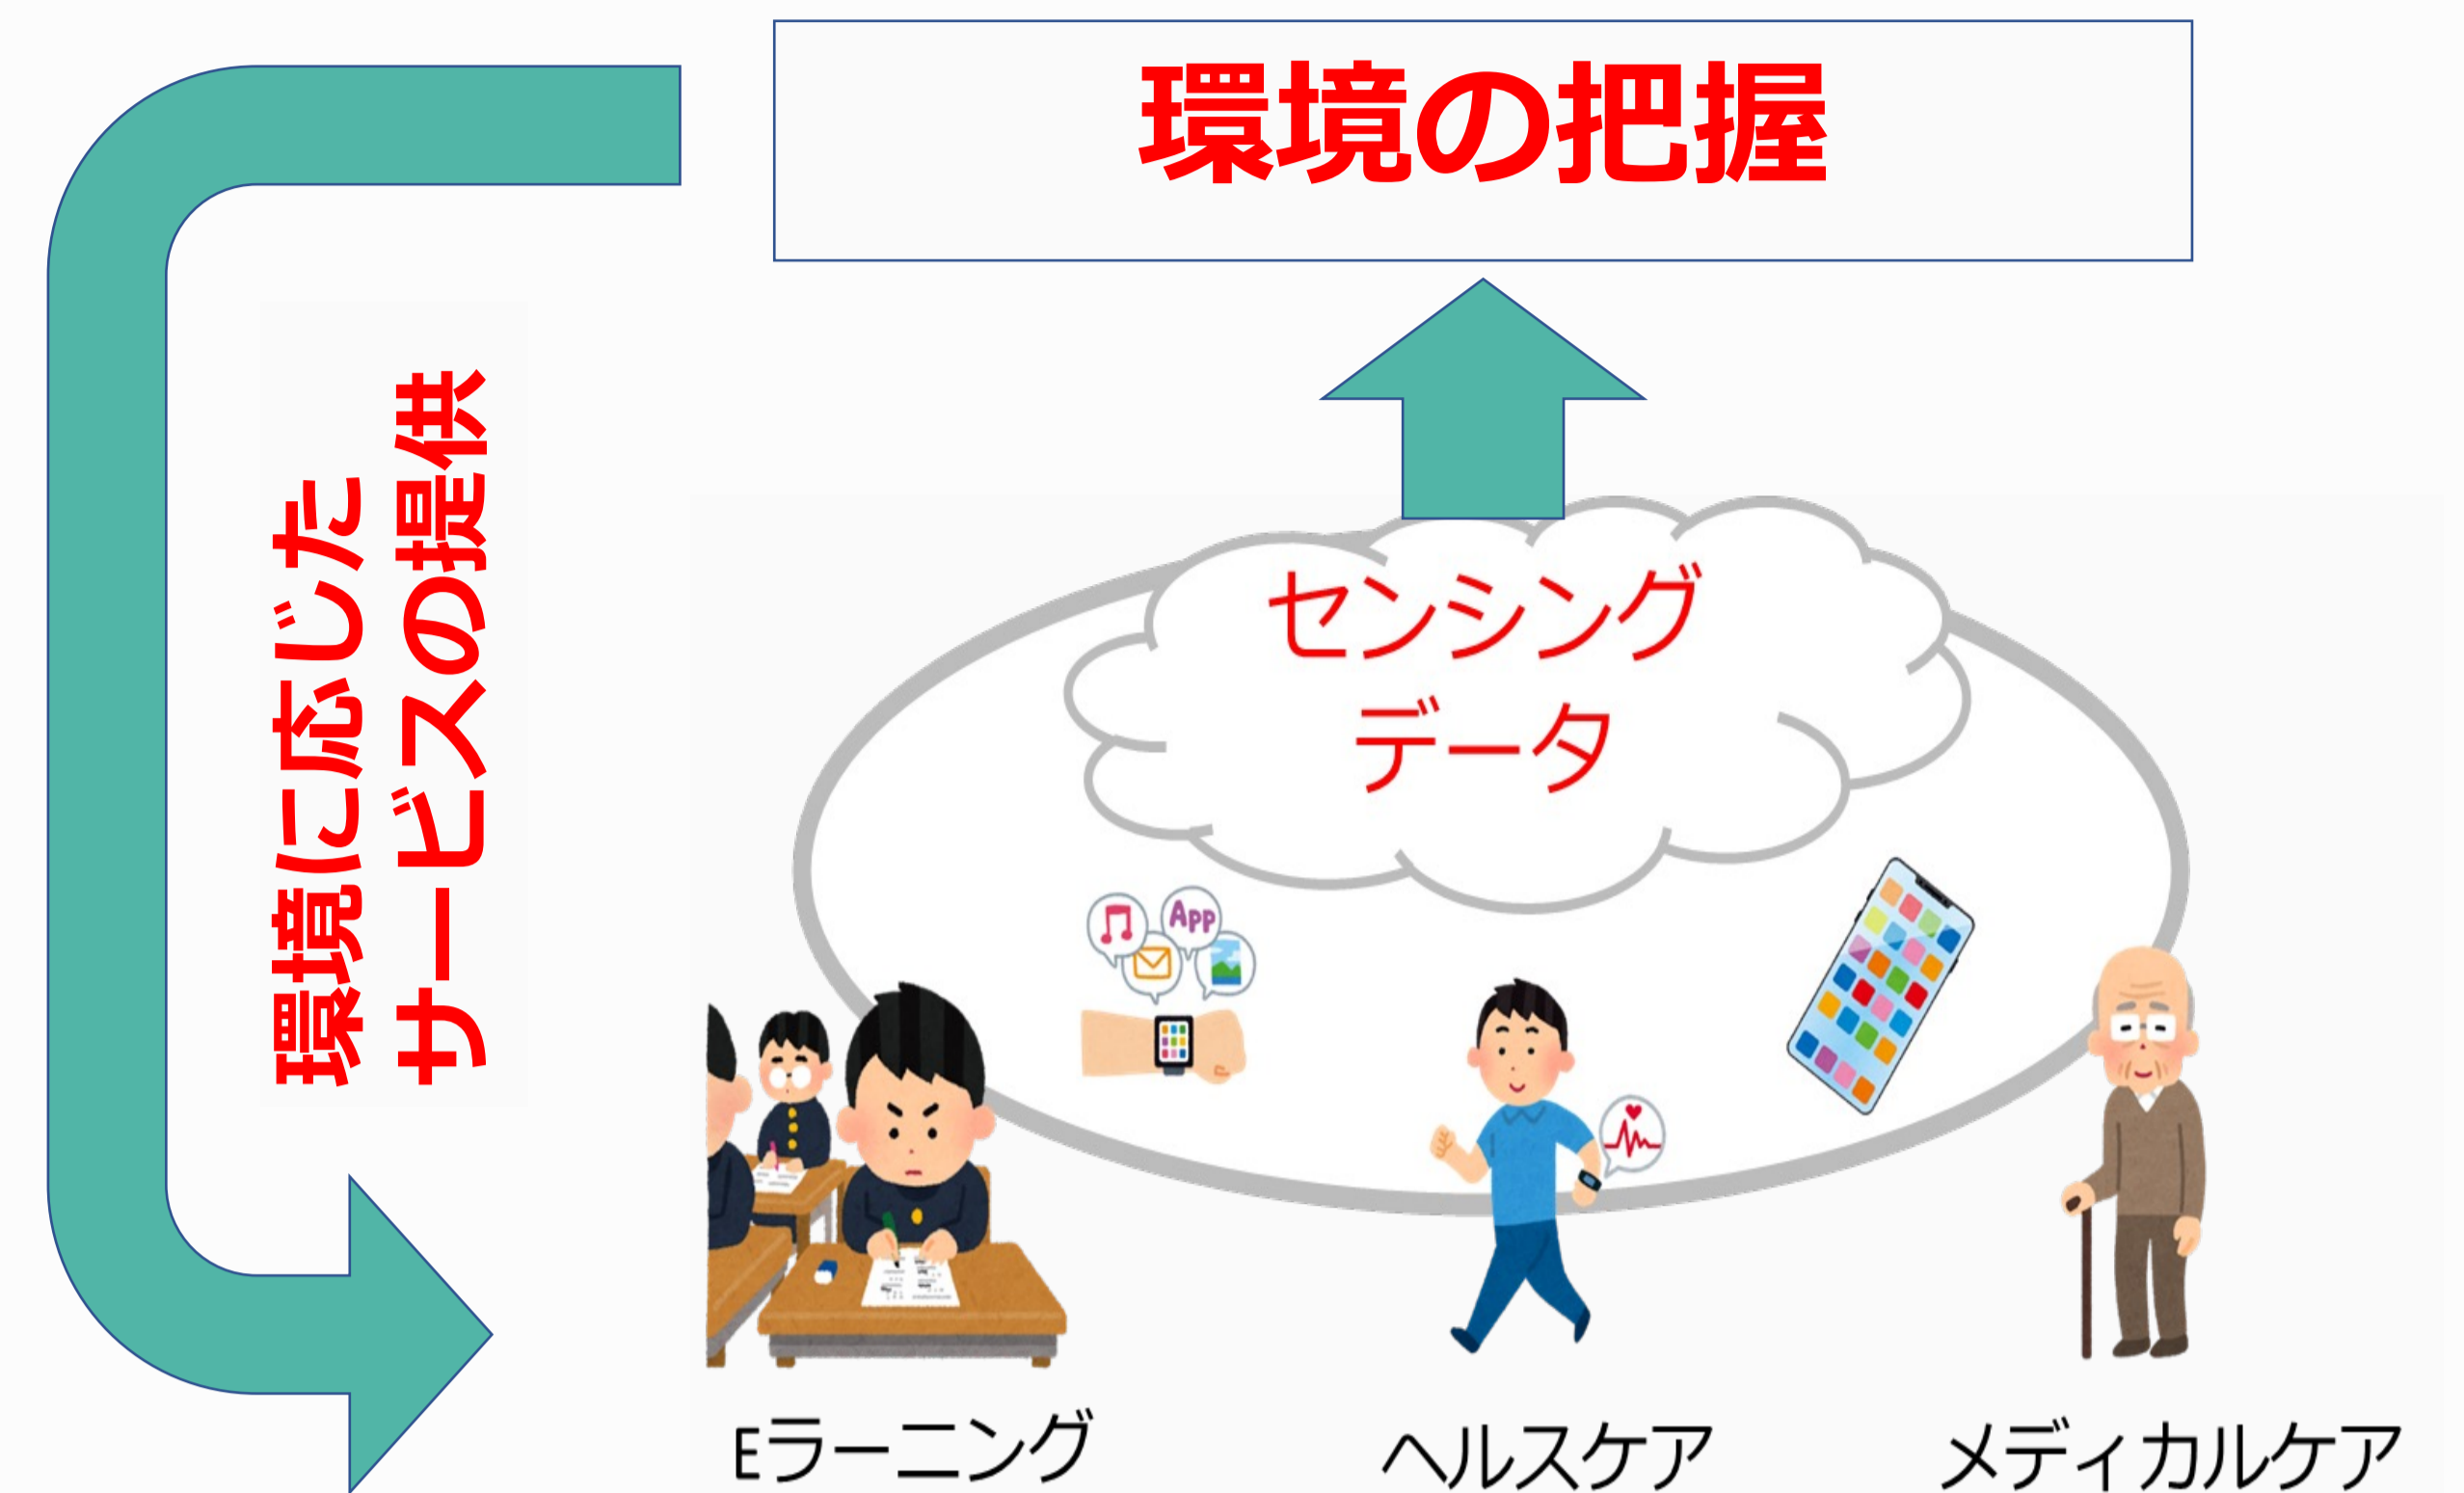 環境の把握
環境に応じた
サービスの提供
センシング
データ
App
Eラーニング
ヘルスケア
メディカルケア